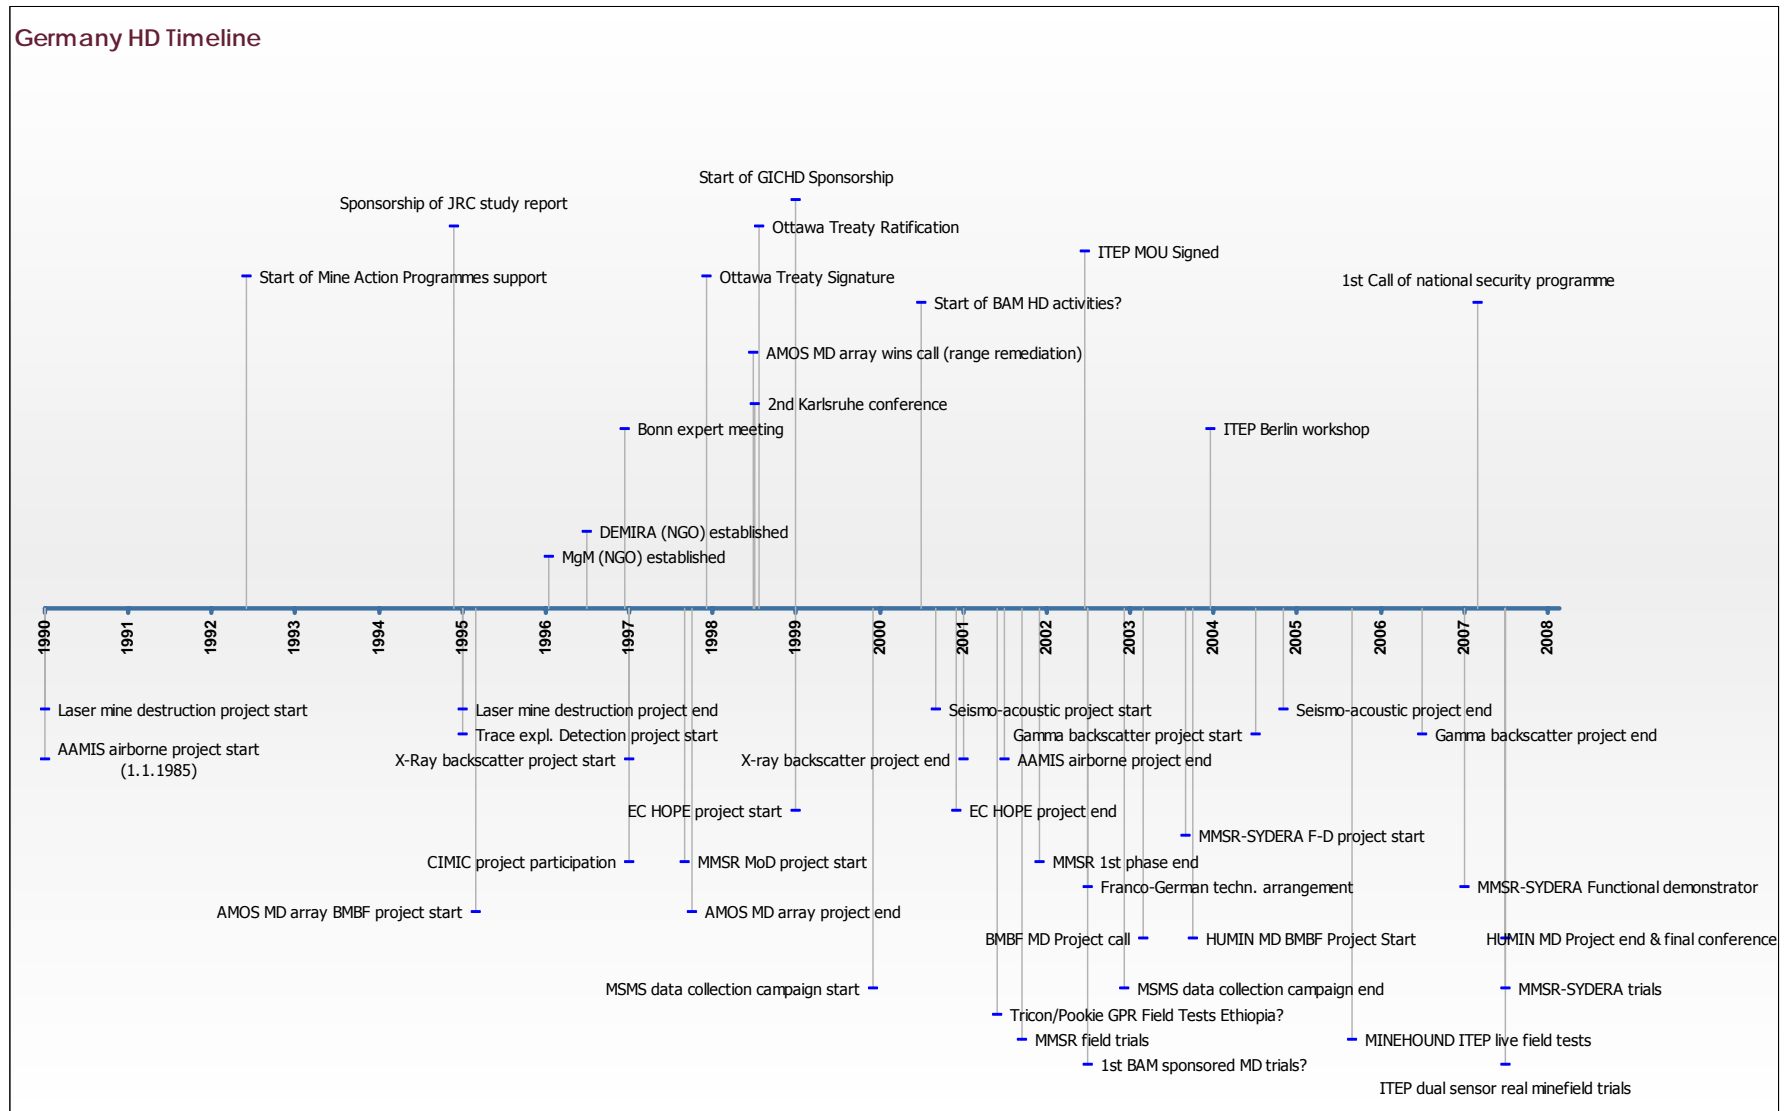 Germany HD Timeline
Start of GICHD Sponsorship
Sponsorship of JRC study report
Ottawa Treaty Ratification
ITEP MOU Signed
Start of Mine Action Programmes support
Ottawa Treaty Signature
1st Call of national security programme
Start of BAM HD activities?
AMOS MD array wins call (range remediation)
2nd Karlsruhe conference
Bonn expert meeting
ITEP Berlin workshop
DEMIRA (NGO) established
MgM (NGO) established
1990
1991
1992
1993
1994
1995
1996
1997
1998
1999
2000
2001
2002
2003
2004
2005
2006
2007
2008
Laser mine destruction project start
Laser mine destruction project end
Seismo-acoustic project start
Seismo-acoustic project end
Trace expl. Detection project start
Gamma backscatter project start
Gamma backscatter project end
AAMIS airborne project start
(1.1.1985)
X-Ray backscatter project start
X-ray backscatter project end
AAMIS airborne project end
EC HOPE project start
EC HOPE project end
MMSR-SYDERA F-D project start
CIMIC project participation
MMSR MoD project start
MMSR 1st phase end
Franco-German techn. arrangement
MMSR-SYDERA Functional demonstrator
AMOS MD array BMBF project start
AMOS MD array project end
BMBF MD Project call
HUMIN MD BMBF Project Start
HUMIN MD Project end & final conference
MSMS data collection campaign start
MSMS data collection campaign end
MMSR-SYDERA trials
Tricon/Pookie GPR Field Tests Ethiopia?
MMSR field trials
MINEHOUND ITEP live field tests
1st BAM sponsored MD trials?
ITEP dual sensor real minefield trials